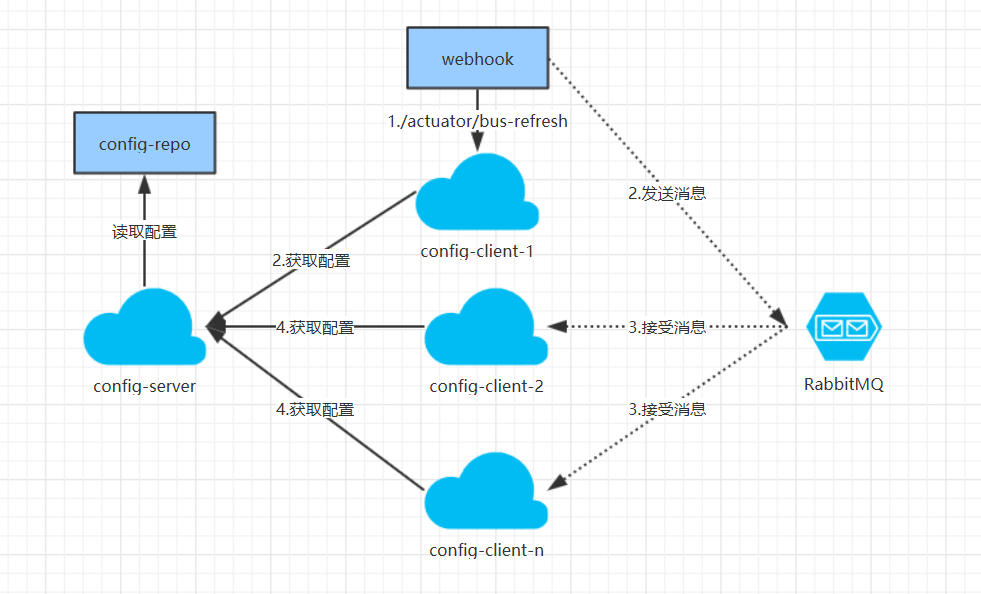 webhook
1./actuator/bus-refresh
config-repo
2.发送消息
读取配置
config-client-1
2.获取配置
4.获取配置
3.接受消息
config-server
config-client-2
RabbitMQ
4.获取配置
3.接受消息
config-client-n